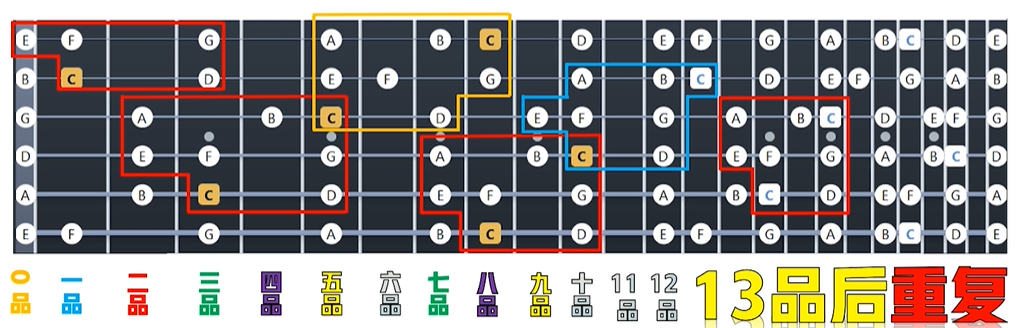 E F G A B C D E F G A B C D E
B C D E F G A B C D E F G A B
G A B C D E F G A B C D E F G
D E F G A B C D E F G A B C D
A B C D E F G A B C D E F G A
E F G A B C D E F G A B C D E
0品 一品 二品 三品 四品 五品 六品 七品 八品 九品 十品 11品 12品 13品后重复